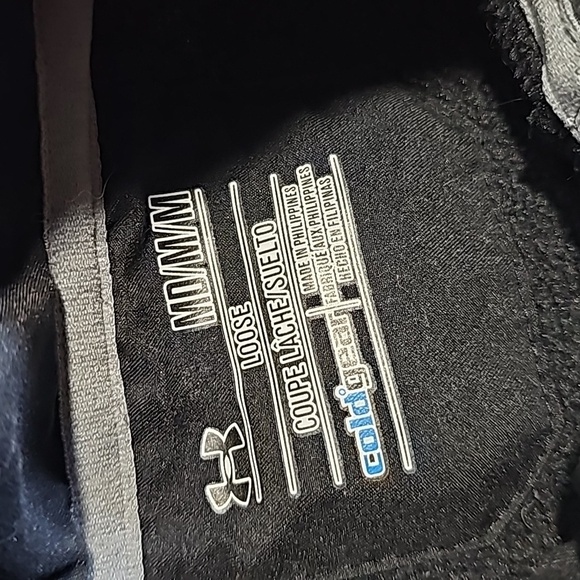 MD/M/M
LOOSE
COUPE LÂCHE/SUELTO
MADE IN PHILIPPINES
FABRIQUÉ AUX PHILIPPINES
HECHO EN FILIPINAS
coldgear